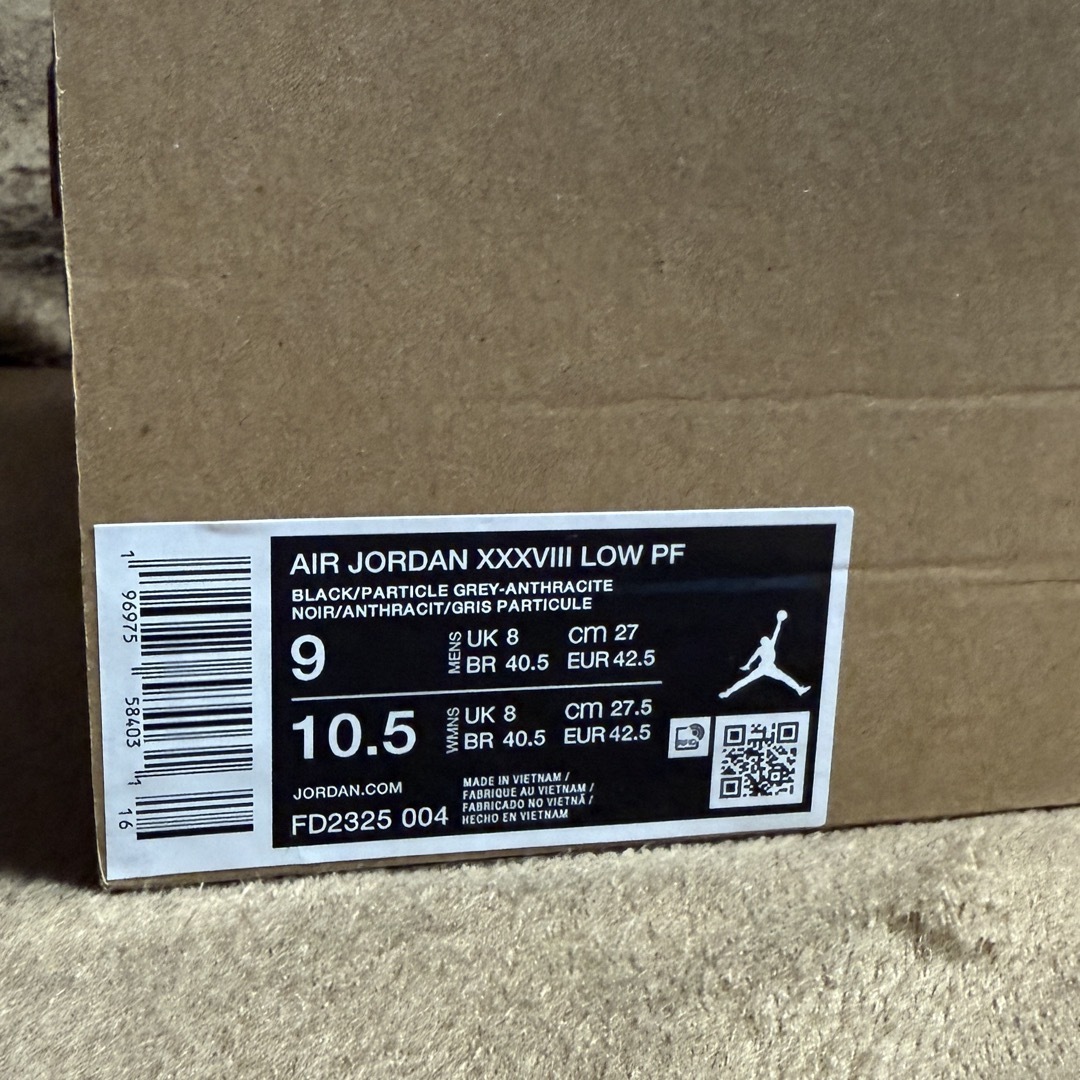 1 96975 58403 1 16
AIR JORDAN XXXVIII LOW PF
BLACK/PARTICLE GREY-ANTHRACITE
NOIR/ANTHRACIT/GRIS PARTICULE
9
MENS
UK 8 cm 27
BR 40.5 EUR 42.5
10.5
WMNS
UK 8 cm 27.5
BR 40.5 EUR 42.5
JORDAN.COM
FD2325 004
MADE IN VIETNAM /
FABRIQUE AU VIETNAM /
FABRICADO NO VIETNÃ /
HECHO EN VIETNAM